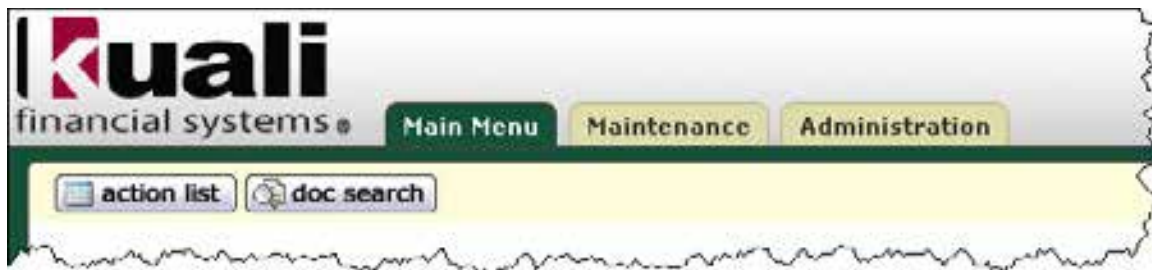 kuali
financial systems ®
Main Menu Maintenance Administration
action list doc search